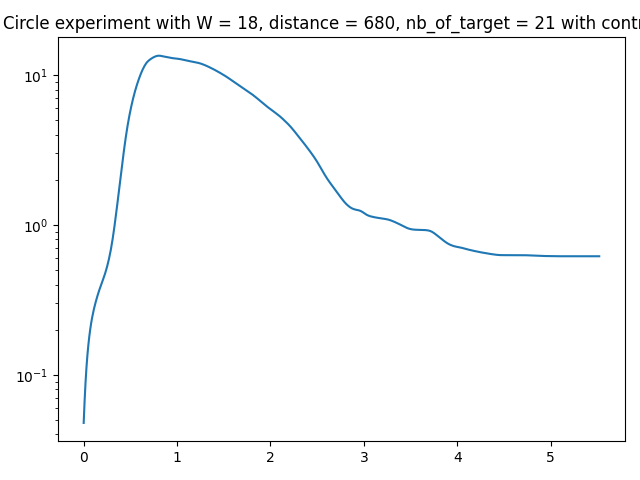 Circle experiment with W = 18, distance = 680, nb_of_target = 21 with
10¹
10⁰
10⁻¹
0 1 2 3 4 5